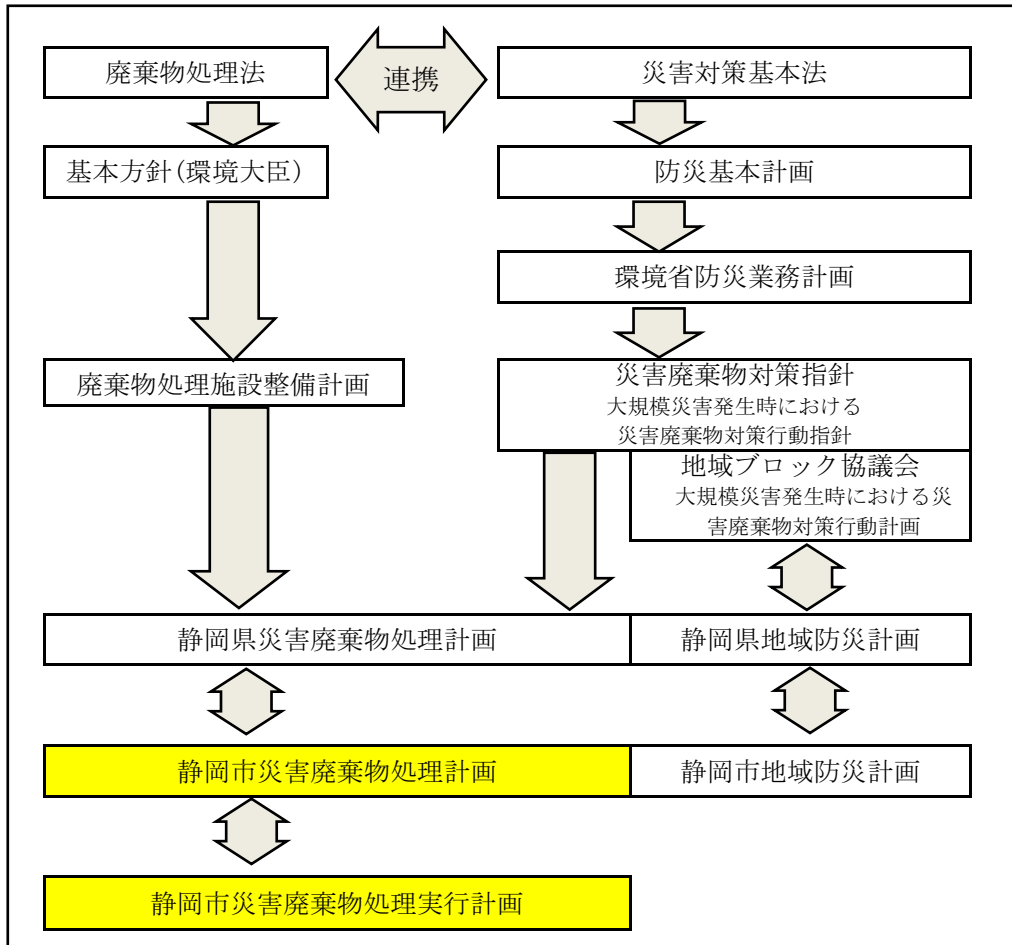 廃棄物処理法
連携
災害対策基本法
基本方針(環境大臣)
防災基本計画
環境省防災業務計画
廃棄物処理施設整備計画
災害廃棄物対策指針
大規模災害発生時における
災害廃棄物対策行動指針
地域ブロック協議会
大規模災害発生時における災
害廃棄物対策行動計画
静岡県災害廃棄物処理計画
静岡県地域防災計画
静岡市災害廃棄物処理計画
静岡市地域防災計画
静岡市災害廃棄物処理実行計画